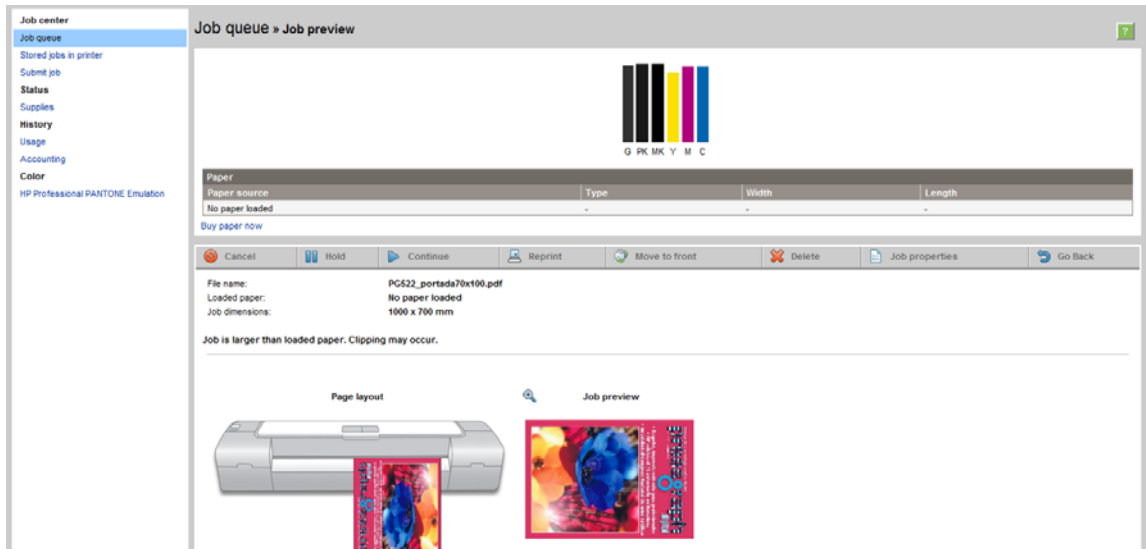 Job center
Job queue
Stored jobs in printer
Submit job
Status
Supplies
History
Usage
Accounting
Color
HP Professional PANTONE Emulation
Job queue » Job preview
?
G PK MK Y M C
Paper
Paper source Type Width Length
No paper loaded - - -
Buy paper now
Cancel Hold Continue Reprint Move to front Delete Job properties Go Back
File name: PG522_portada70x100.pdf
Loaded paper: No paper loaded
Job dimensions: 1000 x 700 mm
Job is larger than loaded paper. Clipping may occur.
Page layout Job preview